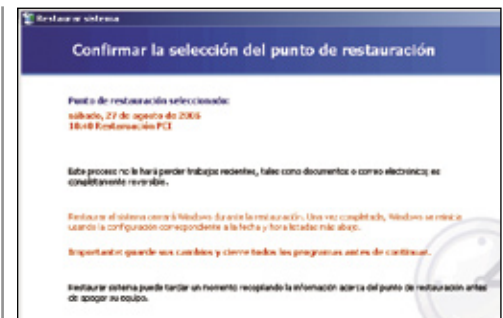 Restaurar sistema
Confirmar la selección del punto de restauración
Punto de restauración seleccionado:
sábado, 27 de agosto de 2005
18:48 Restauración PCI
Este proceso no le hará perder trabajos recientes, tales como documentos o correo electrónico; es
completamente reversible.
Restaurar el sistema cerrará Windows durante la restauración. Una vez completada, Windows se reinicia
usando la configuración correspondiente a la fecha y hora listadas más abajo.
Importante: guarde sus cambios y cierre todos los programas antes de continuar.
Restaurar sistema puede tardar un momento recopilando la información acerca del punto de restauración antes
de apagar su equipo.